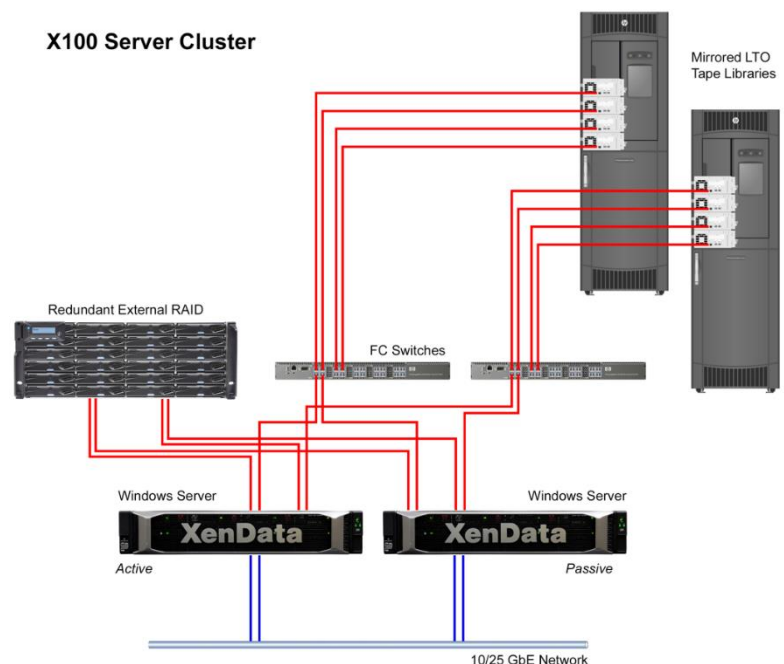 X100 Server Cluster
Mirrored LTO
Tape Libraries
Redundant External RAID
FC Switches
Windows Server
Windows Server
XenData
XenData
Active
Passive
10/25 GbE Network